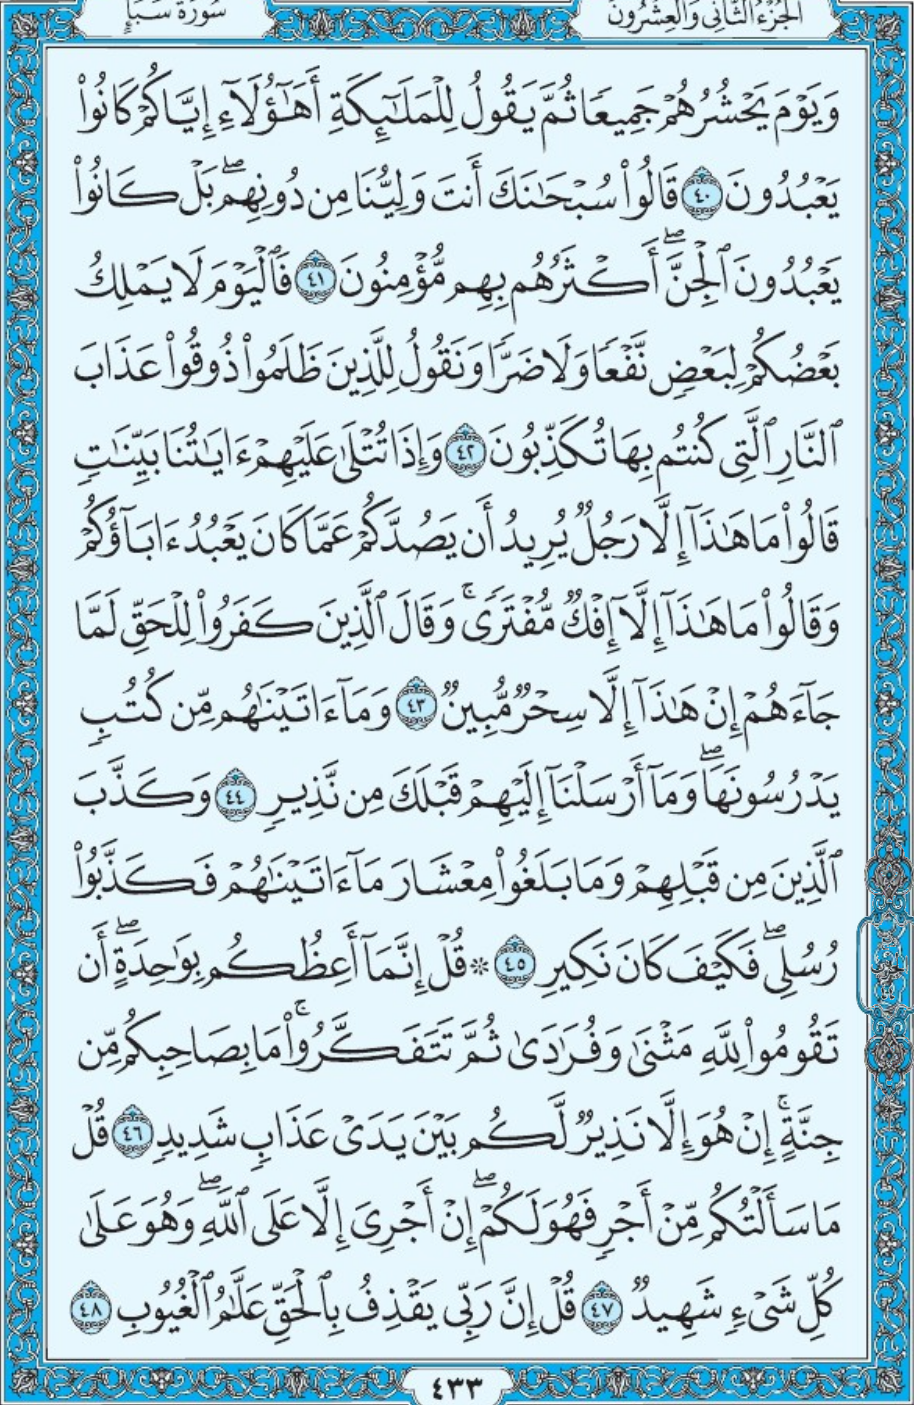 الجُزْءُ الثَّانِي وَالعِشْرُونَ
سُورَةُ سَبَإٍ
وَيَوْمَ يَحْشُرُهُمْ جَمِيعًا ثُمَّ يَقُولُ لِلْمَلَٰٓئِكَةِ أَهَٰٓؤُلَآءِ إِيَّاكُمْ كَانُوا۟
يَعْبُدُونَ ٤٠ قَالُوا۟ سُبْحَٰنَكَ أَنتَ وَلِيُّنَا مِن دُونِهِمۖ بَلْ كَانُوا۟
يَعْبُدُونَ ٱلْجِنَّۖ أَكْثَرُهُم بِهِم مُّؤْمِنُونَ ٤١ فَٱلْيَوْمَ لَا يَمْلِكُ
بَعْضُكُمْ لِبَعْضٍ نَّفْعًا وَلَا ضَرًّا وَنَقُولُ لِلَّذِينَ ظَلَمُوا۟ ذُوقُوا۟ عَذَابَ
ٱلنَّارِ ٱلَّتِى كُنتُم بِهَا تُكَذِّبُونَ ٤٢ وَإِذَا تُتْلَىٰ عَلَيْهِمْ ءَايَٰتُنَا بَيِّنَٰتٍ
قَالُوا۟ مَا هَٰذَآ إِلَّا رَجُلٌ يُرِيدُ أَن يَصُدَّكُمْ عَمَّا كَانَ يَعْبُدُ ءَابَآؤُكُمْ
وَقَالُوا۟ مَا هَٰذَآ إِلَّآ إِفْكٌ مُّفْتَرًىۚ وَقَالَ ٱلَّذِينَ كَفَرُوا۟ لِلْحَقِّ لَمَّا
جَآءَهُمْ إِنْ هَٰذَآ إِلَّا سِحْرٌ مُّبِينٌ ٤٣ وَمَآ ءَاتَيْنَٰهُم مِّن كُتُبٍ
يَدْرُسُونَهَاۖ وَمَآ أَرْسَلْنَآ إِلَيْهِمْ قَبْلَكَ مِن نَّذِيرٍ ٤٤ وَكَذَّبَ
ٱلَّذِينَ مِن قَبْلِهِمْ وَمَا بَلَغُوا۟ مِعْشَارَ مَآ ءَاتَيْنَٰهُمْ فَكَذَّبُوا۟
رُسُلِىۖ فَكَيْفَ كَانَ نَكِيرِ ٤٥ * قُلْ إِنَّمَآ أَعِظُكُم بِوَٰحِدَةٍۖ أَن
تَقُومُوا۟ لِلَّهِ مَثْنَىٰ وَفُرَٰدَىٰ ثُمَّ تَتَفَكَّرُوا۟ۚ مَا بِصَاحِبِكُم مِّن
جِنَّةٍۚ إِنْ هُوَ إِلَّا نَذِيرٌ لَّكُم بَيْنَ يَدَىْ عَذَابٍ شَدِيدٍ ٤٦ قُلْ
مَا سَأَلْتُكُم مِّنْ أَجْرٍ فَهُوَ لَكُمْۖ إِنْ أَجْرِىَ إِلَّا عَلَى ٱللَّهِۖ وَهُوَ عَلَىٰ
كُلِّ شَىْءٍ شَهِيدٌ ٤٧ قُلْ إِنَّ رَبِّى يَقْذِفُ بِٱلْحَقِّ عَلَّٰمُ ٱلْغُيُوبِ ٤٨
٤٣٣